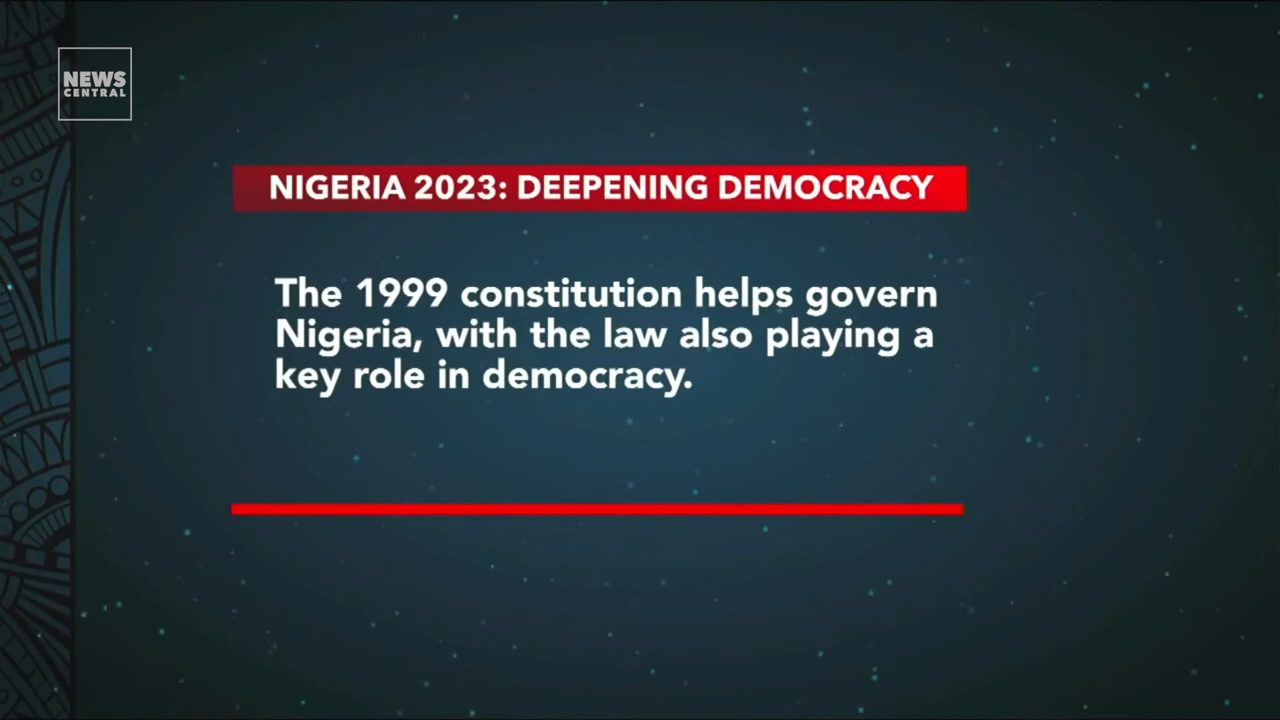 NEWS
CENTRAL
NIGERIA 2023: DEEPENING DEMOCRACY
The 1999 constitution helps govern
Nigeria, with the law also playing a
key role in democracy.